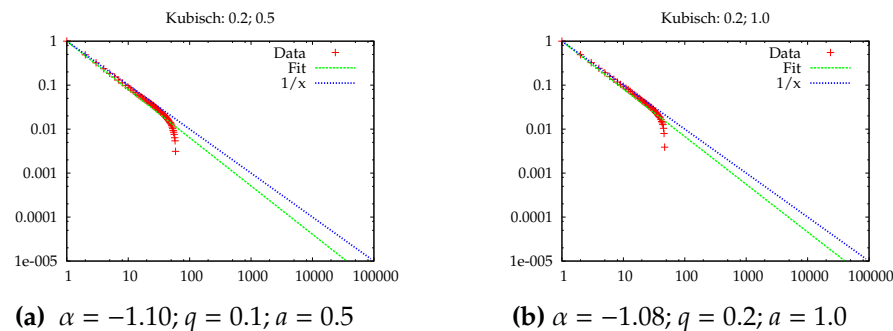 Kubisch: 0.2; 0.5
1
0.1
0.01
0.001
0.0001
1e-005
1 10 100 1000 10000 100000
Data
Fit
1/x
(a) α = −1.10; q = 0.1; a = 0.5
Kubisch: 0.2; 1.0
1
0.1
0.01
0.001
0.0001
1e-005
1 10 100 1000 10000 100000
Data
Fit
1/x
(b) α = −1.08; q = 0.2; a = 1.0